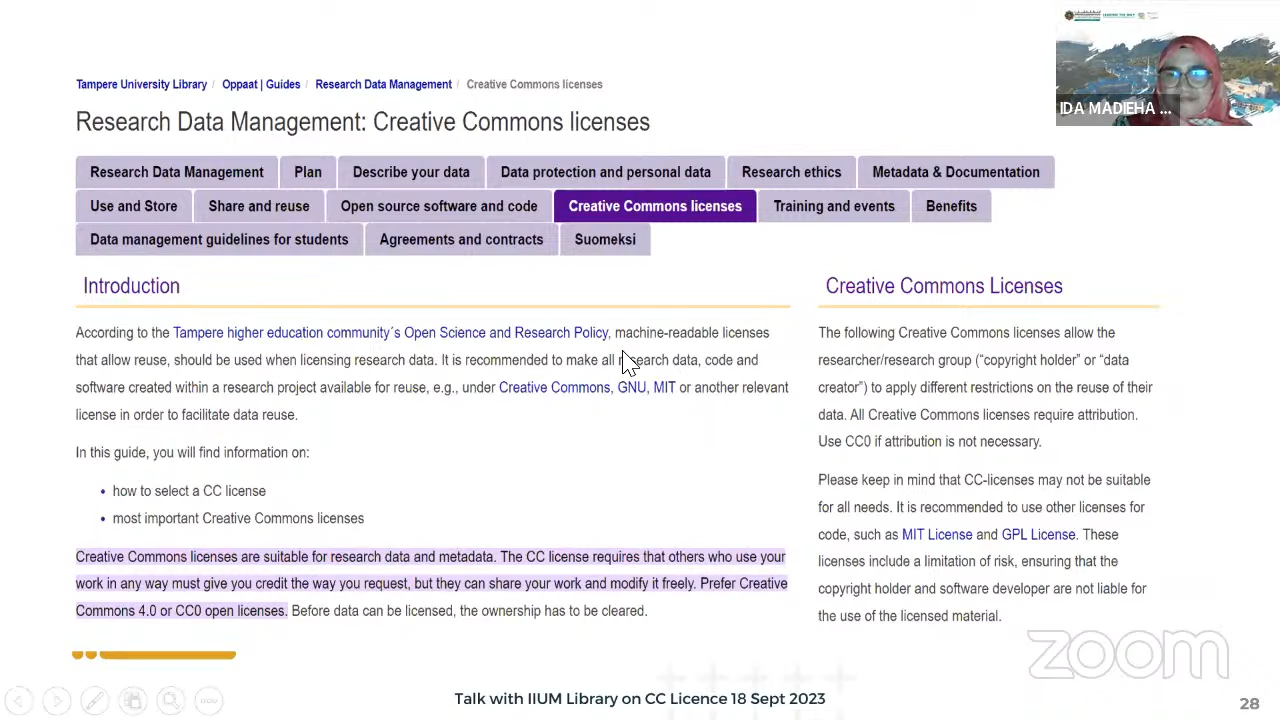 LEADING THE WAY
IDA MADIEHA ...
Tampere University Library / Oppaat | Guides / Research Data Management / Creative Commons licenses
Research Data Management: Creative Commons licenses
Research Data Management Plan Describe your data Data protection and personal data Research ethics Metadata & Documentation
Use and Store Share and reuse Open source software and code Creative Commons licenses Training and events Benefits
Data management guidelines for students Agreements and contracts Suomeksi
Introduction
According to the Tampere higher education community´s Open Science and Research Policy, machine-readable licenses
that allow reuse, should be used when licensing research data. It is recommended to make all research data, code and
software created within a research project available for reuse, e.g., under Creative Commons, GNU, MIT or another relevant
license in order to facilitate data reuse.
In this guide, you will find information on:
• how to select a CC license
• most important Creative Commons licenses
Creative Commons licenses are suitable for research data and metadata. The CC license requires that others who use your
work in any way must give you credit the way you request, but they can share your work and modify it freely. Prefer Creative
Commons 4.0 or CC0 open licenses. Before data can be licensed, the ownership has to be cleared.
Creative Commons Licenses
The following Creative Commons licenses allow the
researcher/research group (“copyright holder” or “data
creator”) to apply different restrictions on the reuse of their
data. All Creative Commons licenses require attribution.
Use CC0 if attribution is not necessary.
Please keep in mind that CC-licenses may not be suitable
for all needs. It is recommended to use other licenses for
code, such as MIT License and GPL License. These
licenses include a limitation of risk, ensuring that the
copyright holder and software developer are not liable for
the use of the licensed material.
zoom
Talk with IIUM Library on CC Licence 18 Sept 2023
28